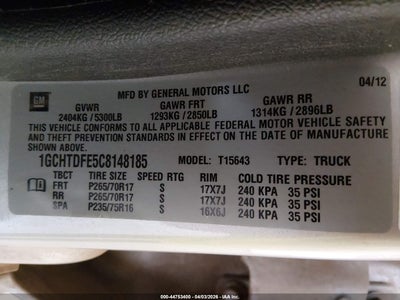 04/12
GM MFD BY GENERAL MOTORS LLC
GVWR GAWR FRT GAWR RR
2404KG / 5300LB 1293KG / 2850LB 1314KG / 2896LB
THIS VEHICLE CONFORMS TO ALL APPLICABLE U.S. FEDERAL MOTOR VEHICLE SAFETY
AND THEFT PREVENTION STANDARDS IN EFFECT ON THE DATE OF MANUFACTURE
SHOWN ABOVE.
1GCHTDFE5C8148185 MODEL: T15643 TYPE: TRUCK
TBCT TIRE SIZE SPEED RTG RIM COLD TIRE PRESSURE
FRT P265/70R17 S 17X7J 240 KPA 35 PSI
RR P265/70R17 S 17X7J 240 KPA 35 PSI
SPA P235/75R16 S 16X6J 240 KPA 35 PSI
© 000-44753400 - 04/03/2026 - IAA Inc.